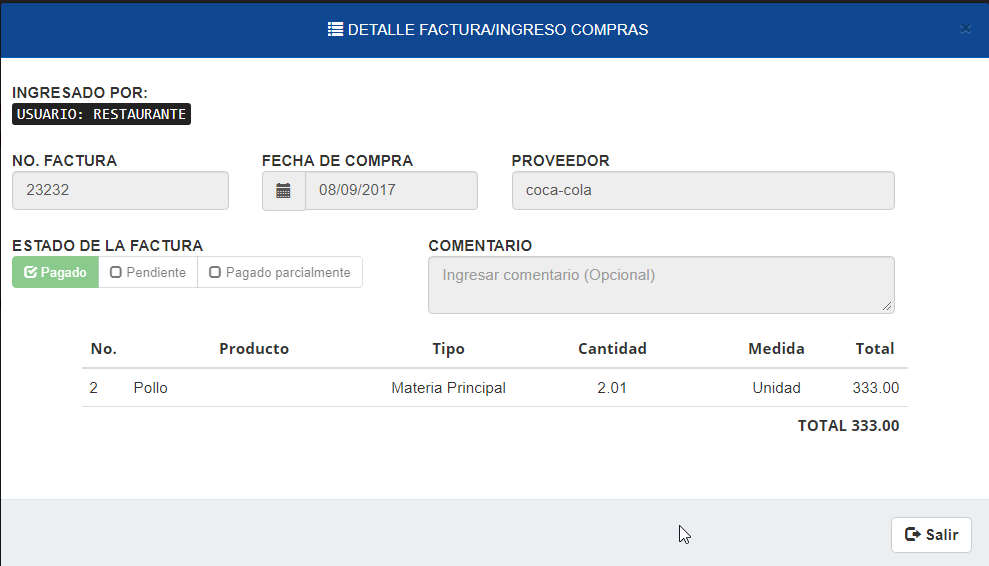 DETALLE FACTURA/INGRESO COMPRAS
×
INGRESADO POR:
USUARIO: RESTAURANTE
NO. FACTURA FECHA DE COMPRA PROVEEDOR
23232 08/09/2017 coca-cola
ESTADO DE LA FACTURA COMENTARIO
Pagado Pendiente Pagado parcialmente Ingresar comentario (Opcional)
No. Producto Tipo Cantidad Medida Total
2 Pollo Materia Principal 2.01 Unidad 333.00
TOTAL 333.00
Salir